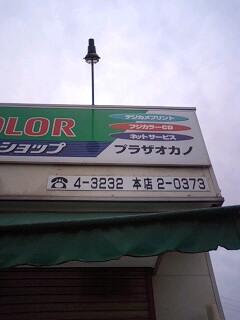 OLOR
ショップ
デジカメプリント
フジカラーCD
ネットサービス
プラザオカノ
☎ 4-3232 本店 2-0373